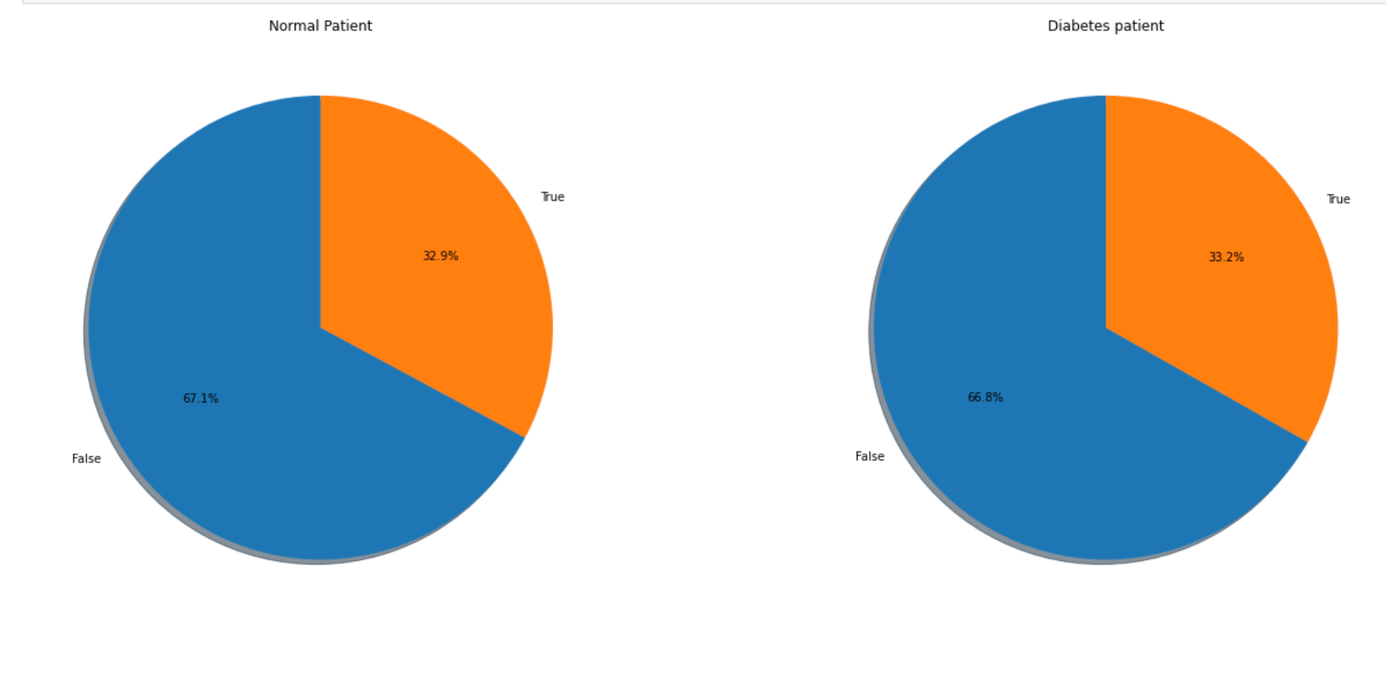 Normal Patient
True
32.9%
67.1%
False
Diabetes patient
True
33.2%
66.8%
False